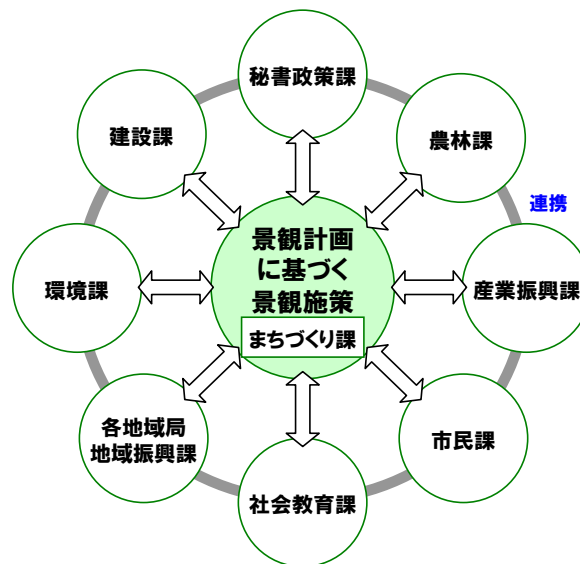 秘書政策課
建設課
農林課
連携
景観計画
に基づく
景観施策
まちづくり課
環境課
産業振興課
各地域局
地域振興課
市民課
社会教育課